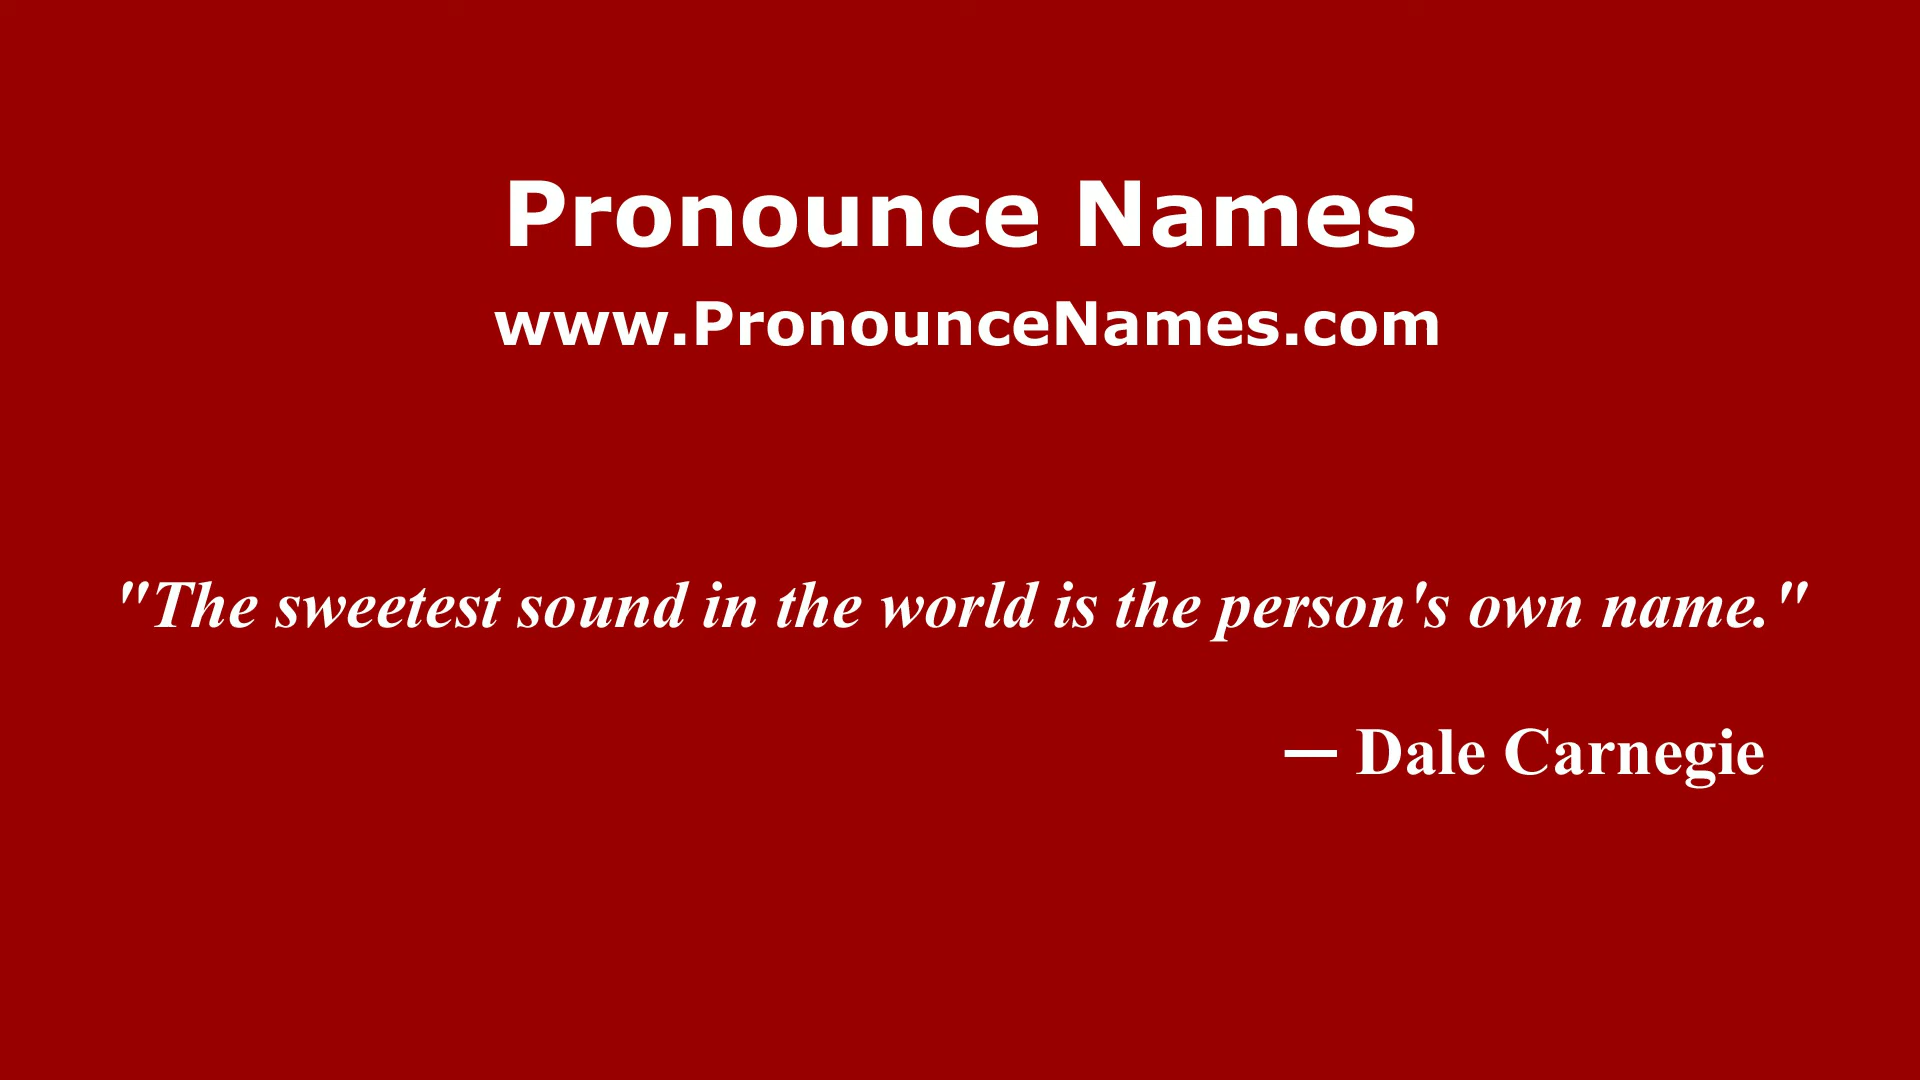 Pronounce Names
www.PronounceNames.com
"The sweetest sound in the world is the person's own name."
— Dale Carnegie